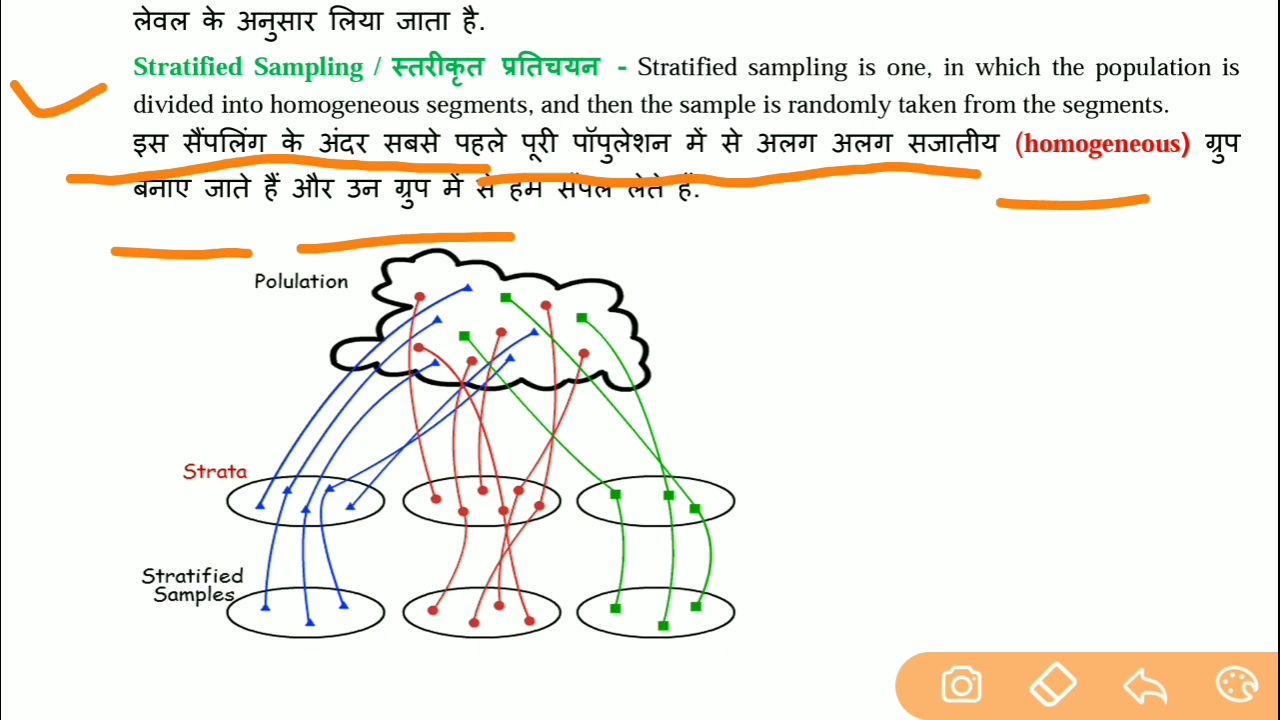 लेवल के अनुसार लिया जाता है.
Stratified Sampling / स्तरीकृत प्रतिचयन - Stratified sampling is one, in which the population is
divided into homogeneous segments, and then the sample is randomly taken from the segments.
इस सैंपलिंग के अंदर सबसे पहले पूरी पॉपुलेशन में से अलग अलग सजातीय (homogeneous) ग्रुप
बनाए जाते हैं और उन ग्रुप में से हम सैंपल लेते हैं.
Polulation
Strata
Stratified
Samples